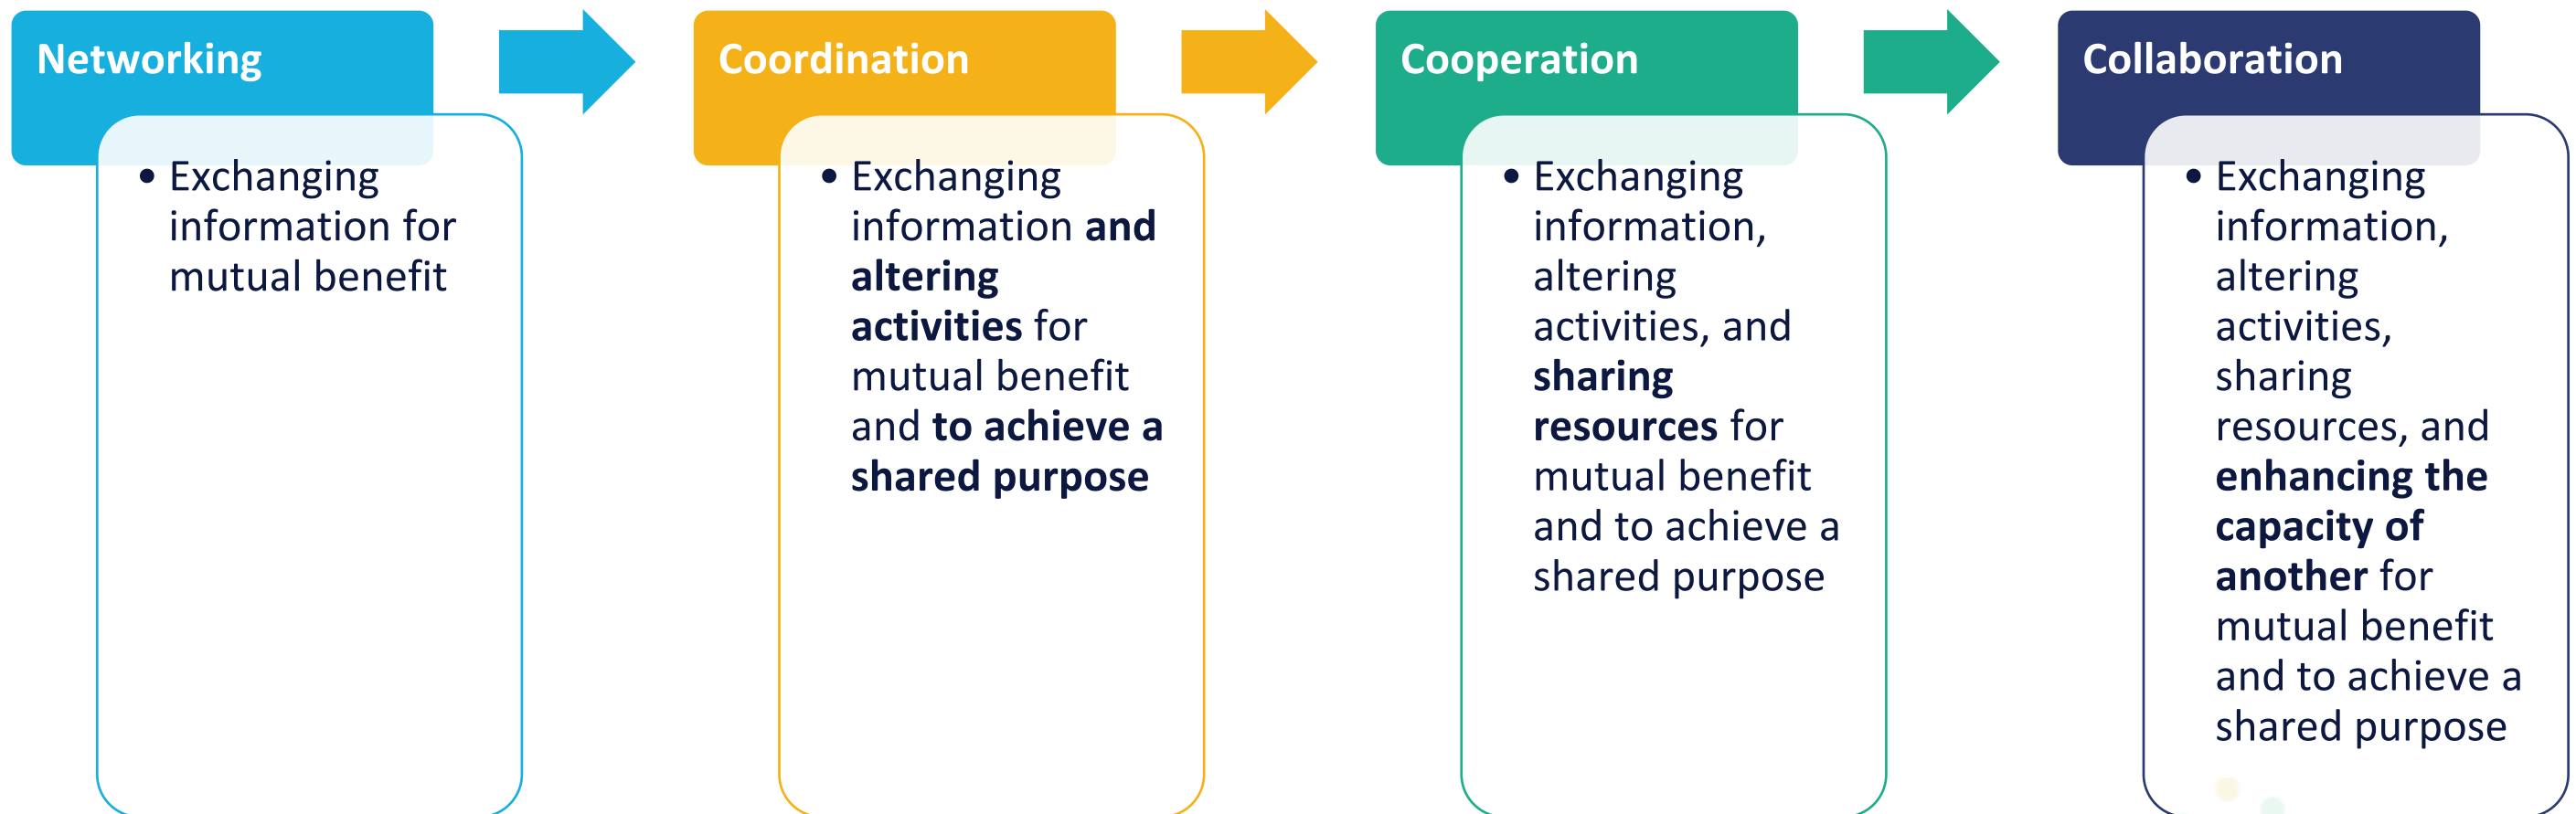 Networking
• Exchanging
information for
mutual benefit
Coordination
• Exchanging
information and
altering
activities for
mutual benefit
and to achieve a
shared purpose
Cooperation
• Exchanging
information,
altering
activities, and
sharing
resources for
mutual benefit
and to achieve a
shared purpose
Collaboration
• Exchanging
information,
altering
activities,
sharing
resources, and
enhancing the
capacity of
another for
mutual benefit
and to achieve a
shared purpose